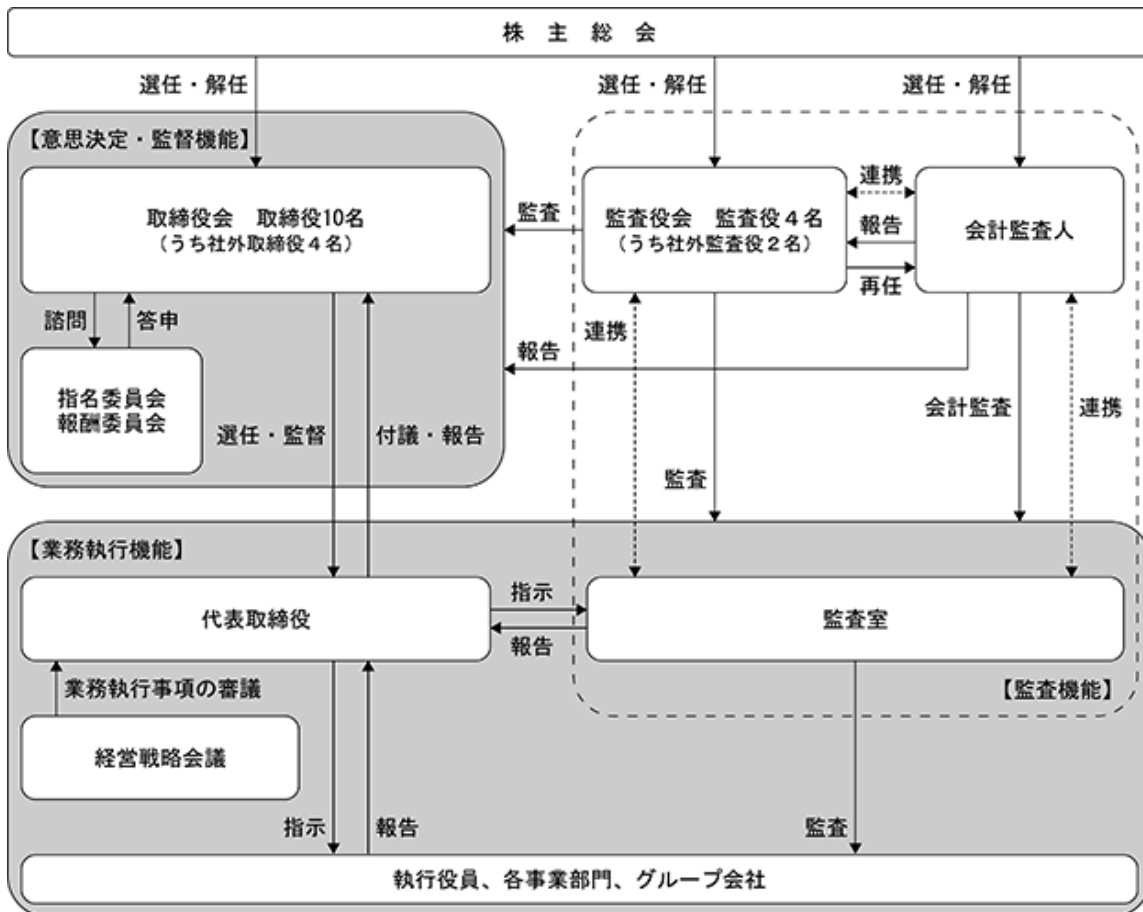 株 主 総 会
選任・解任
選任・解任
選任・解任
【意思決定・監督機能】
取締役会 取締役10名
(うち社外取締役4名)
監査
監査役会 監査役4名
(うち社外監査役2名)
連携
報告
再任
会計監査人
諮問
答申
指名委員会
報酬委員会
連携
報告
選任・監督
付議・報告
監査
会計監査
連携
【業務執行機能】
代表取締役
指示
報告
監査室
【監査機能】
業務執行事項の審議
経営戦略会議
指示
報告
監査
執行役員、各事業部門、グループ会社